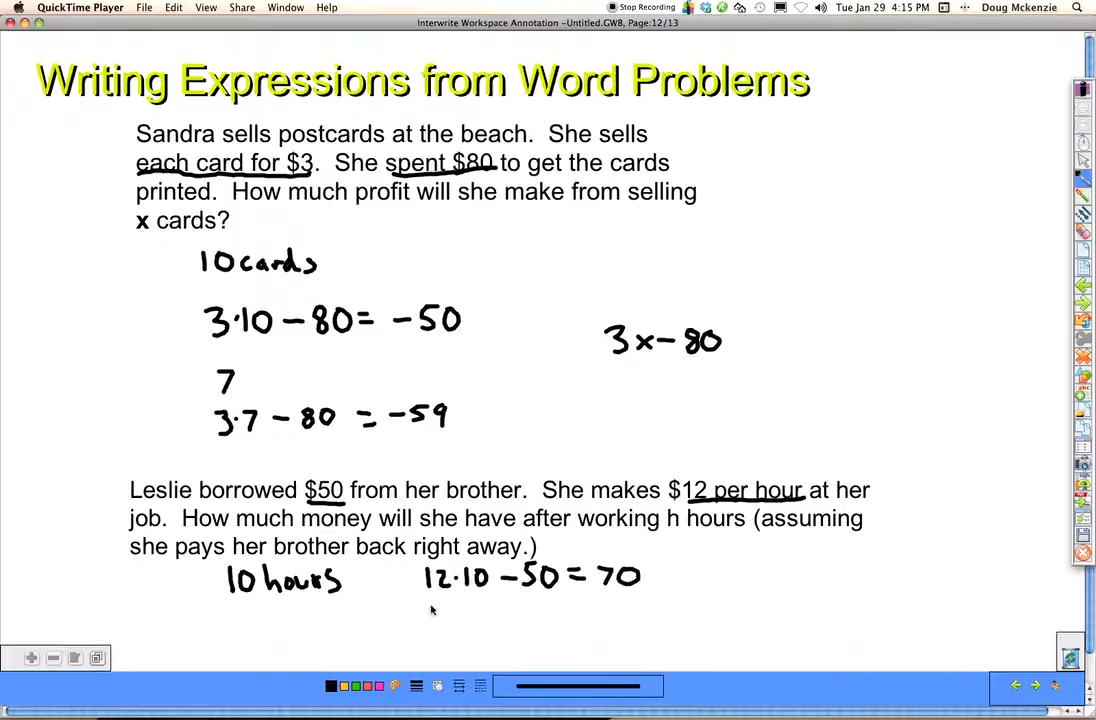 QuickTime Player File Edit View Share Window Help Stop Recording Tue Jan 29 4:15 PM Doug Mckenzie
Interwrite Workspace Annotation –Untitled.GWB, Page:12/13
Writing Expressions from Word Problems
Sandra sells postcards at the beach. She sells
each card for $3. She spent $80 to get the cards
printed. How much profit will she make from selling
x cards?
10 cards
3·10 – 80 = –50
3x – 80
7
3·7 – 80 = –59
Leslie borrowed $50 from her brother. She makes $12 per hour at her
job. How much money will she have after working h hours (assuming
she pays her brother back right away.)
10 hours 12·10 – 50 = 70